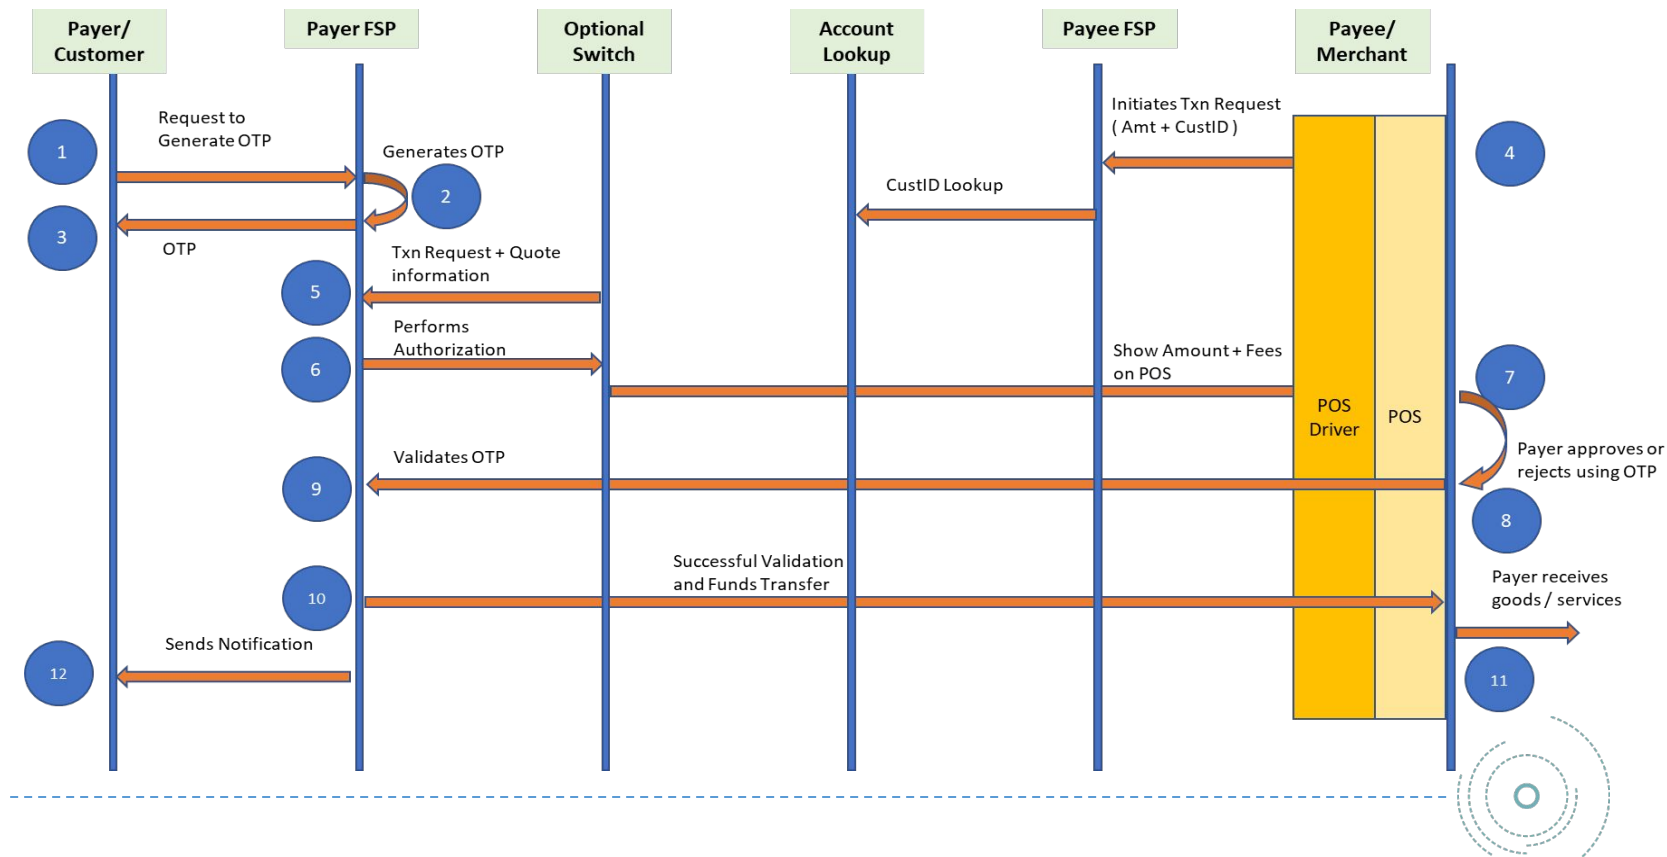 Payer/
Customer
Payer FSP
Optional
Switch
Account
Lookup
Payee FSP
Payee/
Merchant
1
Request to
Generate OTP
Generates OTP
2
3
OTP
Initiates Txn Request
( Amt + CustID )
4
CustID Lookup
5
Txn Request + Quote
information
6
Performs
Authorization
Show Amount + Fees
on POS
7
POS
Driver
POS
Payer approves or
rejects using OTP
8
9
Validates OTP
10
Successful Validation
and Funds Transfer
Payer receives
goods / services
11
12
Sends Notification